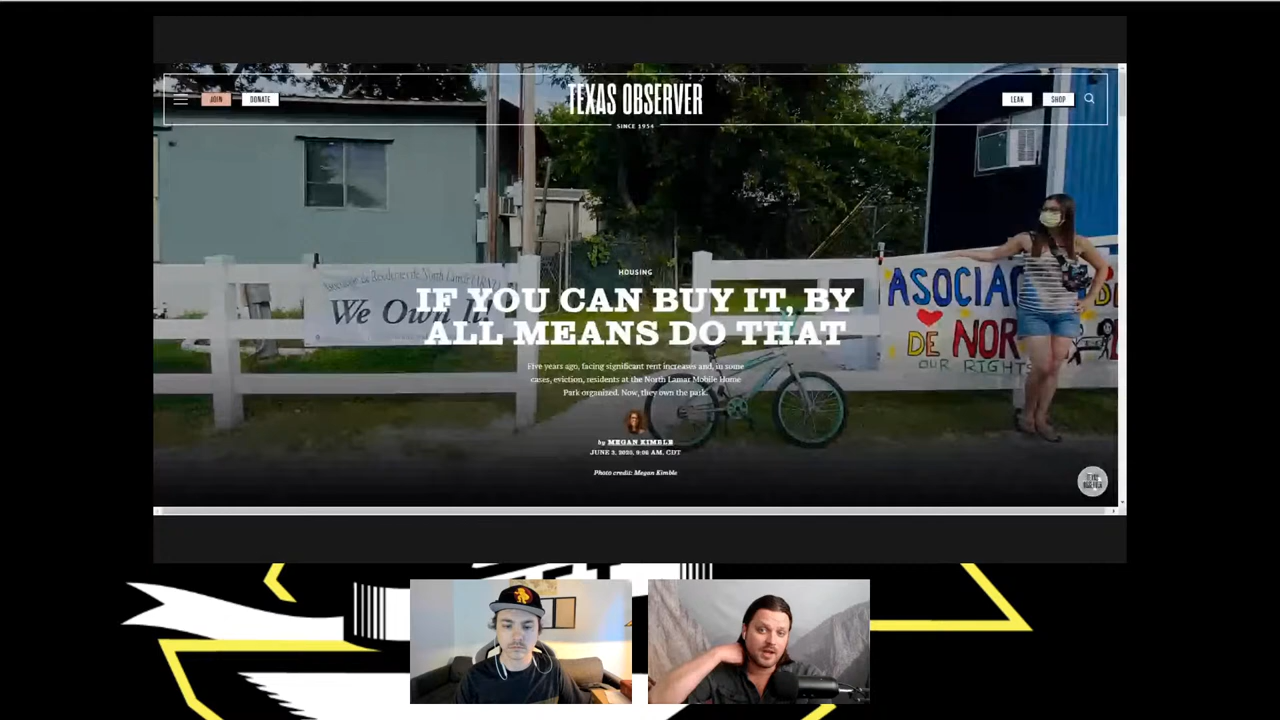 JOIN
DONATE
TEXAS OBSERVER
LEAK
SHOP
SINCE 1954
We Own It!
ASOCIA
DE NOR
OUR RIGHTS
HOUSING
IF YOU CAN BUY IT, BY
ALL MEANS DO THAT
Five years ago, facing significant rent increases and, in some
cases, eviction, residents at the North Lamar Mobile Home
Park organized. Now, they own the park.
by MEGAN KIMBLE
JUNE 3, 2020, 9:06 AM, CDT
Photo credit: Megan Kimble